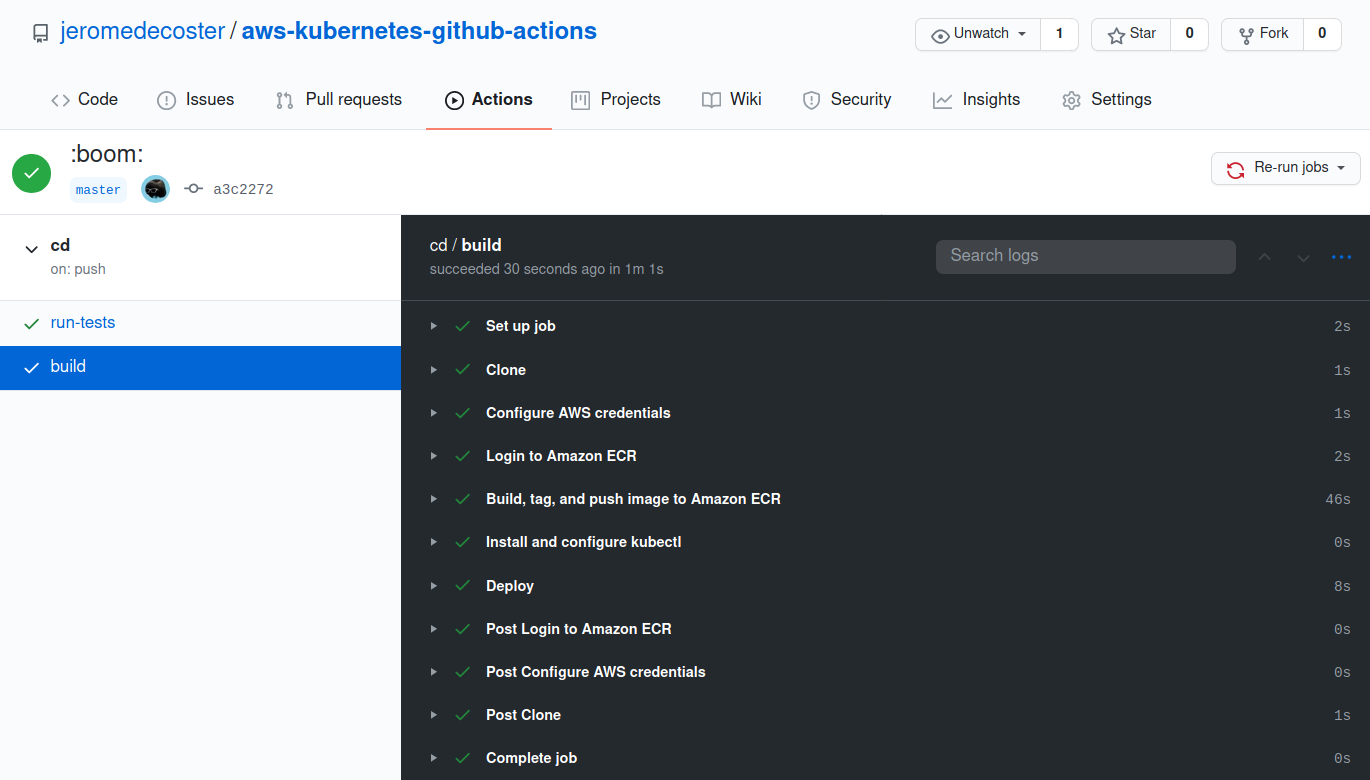 jeromedecoster / aws-kubernetes-github-actions
Unwatch 1 Star 0 Fork 0
Code Issues Pull requests Actions Projects Wiki Security Insights Settings
:boom:
master a3c2272
Re-run jobs
cd
on: push
run-tests
build
cd / build
succeeded 30 seconds ago in 1m 1s
Search logs
Set up job 2s
Clone 1s
Configure AWS credentials 1s
Login to Amazon ECR 2s
Build, tag, and push image to Amazon ECR 46s
Install and configure kubectl 0s
Deploy 8s
Post Login to Amazon ECR 0s
Post Configure AWS credentials 0s
Post Clone 1s
Complete job 0s